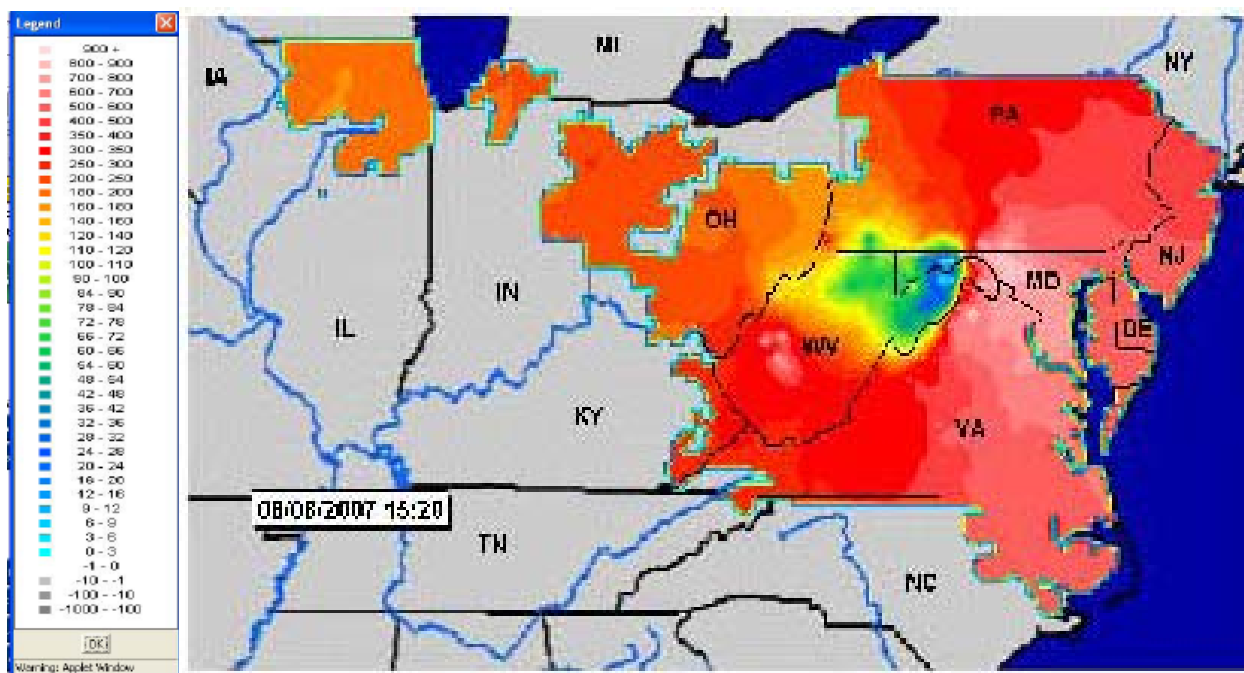 Legend
900 +
800 - 900
700 - 800
600 - 700
500 - 600
400 - 500
350 - 400
300 - 350
250 - 300
200 - 250
180 - 200
160 - 180
140 - 160
120 - 140
110 - 120
100 - 110
90 - 100
84 - 90
78 - 84
72 - 78
66 - 72
60 - 66
54 - 60
48 - 54
42 - 48
36 - 42
32 - 36
28 - 32
24 - 28
20 - 24
16 - 20
12 - 16
9 - 12
6 - 9
3 - 6
0 - 3
-1 - 0
-10 - -1
-100 - -10
-1000 - -100
OK
Warning: Applet Window
MI
NY
IA
PA
OH
NJ
IN
MD
IL
DE
WV
KY
VA
08/08/2007 15:20
TN
NC